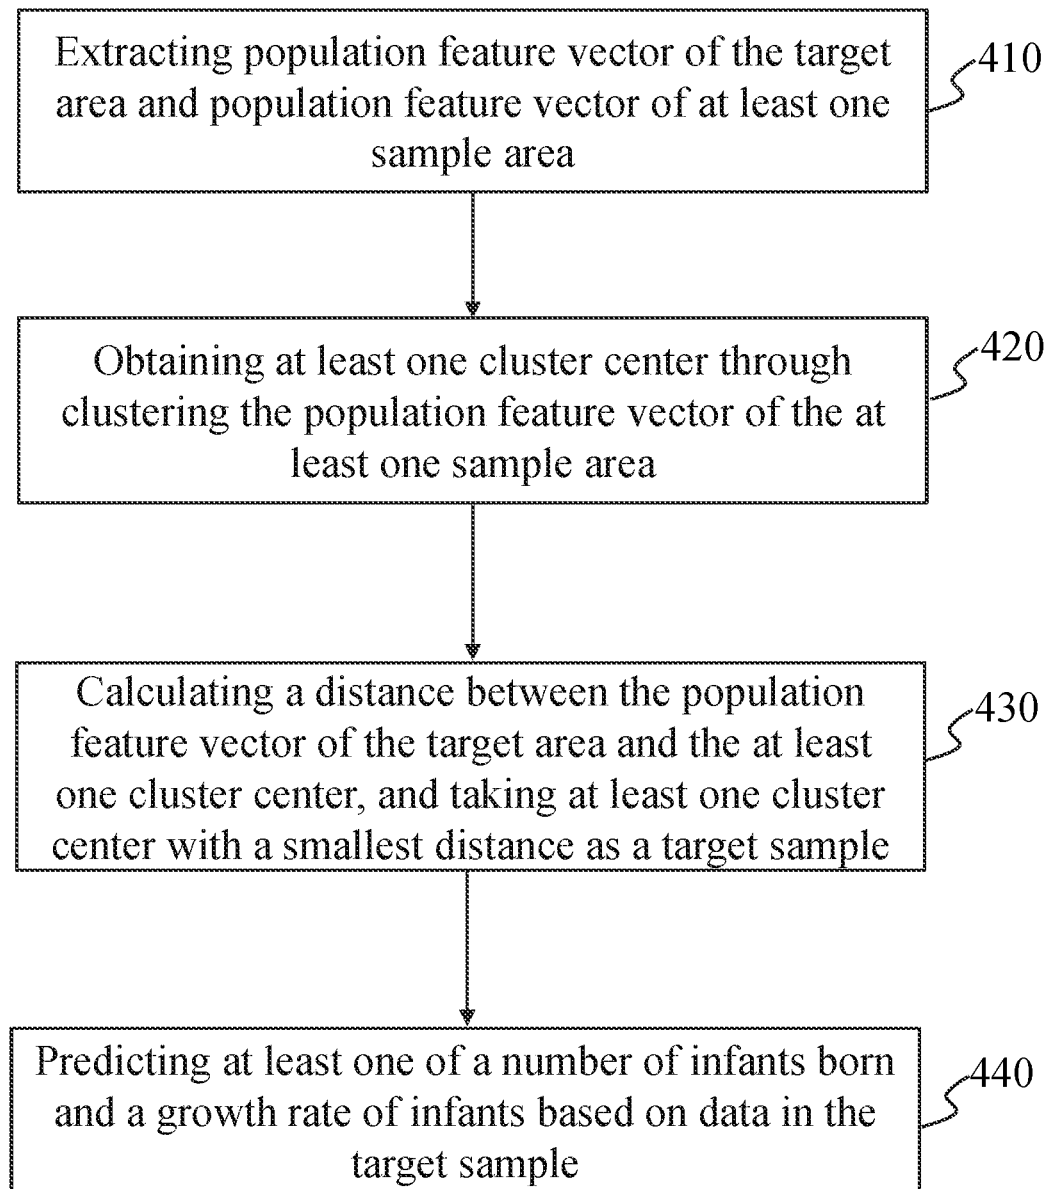 Extracting population feature vector of the target
area and population feature vector of at least one
sample area
410
Obtaining at least one cluster center through
clustering the population feature vector of the at
least one sample area
420
Calculating a distance between the population
feature vector of the target area and the at least
one cluster center, and taking at least one cluster
center with a smallest distance as a target sample
430
Predicting at least one of a number of infants born
and a growth rate of infants based on data in the
target sample
440